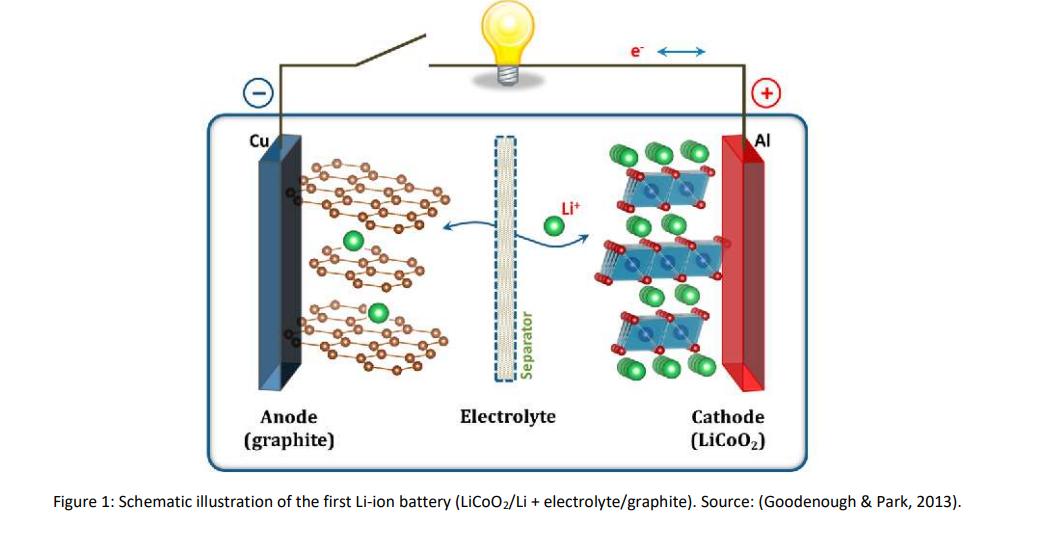 e⁻
−
+
Cu
Al
Li⁺
Separator
Anode
(graphite)
Electrolyte
Cathode
(LiCoO₂)
Figure 1: Schematic illustration of the first Li-ion battery (LiCoO₂/Li + electrolyte/graphite). Source: (Goodenough & Park, 2013).